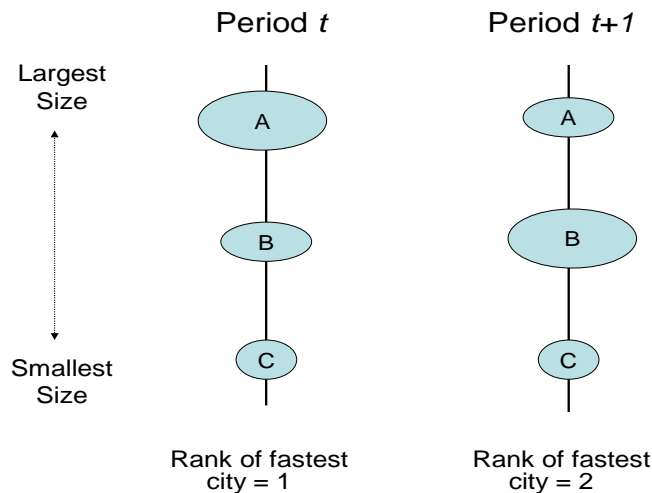 Period t
Period t+1
Largest
Size
A
A
B
B
C
C
Smallest
Size
Rank of fastest
city = 1
Rank of fastest
city = 2